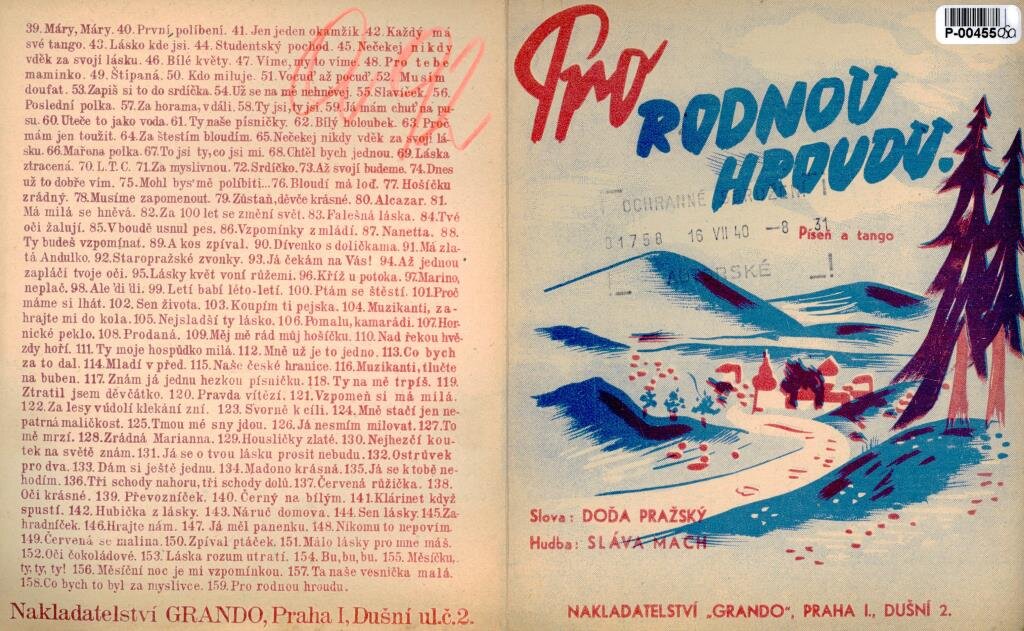 39. Máry, Máry. 40. První políbení. 41. Jen jeden okamžik. 42. Každý má
své tango. 43. Lásko kde jsi. 44. Studentský pochod. 45. Nečekej nikdy
vděk za svoji lásku. 46. Bílé květy. 47. Víme, my to víme. 48. Pro tebe
maminko. 49. Štípaná. 50. Kdo miluje. 51. Vocuď až pocuď. 52. Musím
doufat. 53. Zapiš si to do srdíčka. 54. Už se na mě nehněvej. 55. Slavíček. 56.
Poslední polka. 57. Za horama, v dáli. 58. Ty jsi, ty jsi. 59. Já mám chuť na pu-
su. 60. Uteče to jako voda. 61. Ty naše písničky. 62. Bílý holoubek. 63. Proč
mám jen toužit. 64. Za štestím bloudím. 65. Nečekej nikdy vděk za svoji lá-
sku. 66. Mařena polka. 67. To jsi ty, co jsi mi. 68. Chtěl bych jednou. 69. Láska
ztracená. 70. L. T. C. 71. Za myslivnou. 72. Srdíčko. 73. Až svojí budeme. 74. Dnes
už to dobře vím. 75. Mohl bys'mě políbiti... 76. Bloudí má loď. 77. Hošíčku
zrádný. 78. Musíme zapomenout. 79. Zůstaň, děvče krásné. 80. Alcazar. 81.
Má milá se hněvá. 82. Za 100 let se změní svět. 83. Falešná láska. 84. Tvé
oči žalují. 85. V boudě usnul pes. 86. Vzpomínky z mládí. 87. Nanetta. 88.
Ty budeš vzpomínat. 89. A kos zpíval. 90. Dívenko s doličkama. 91. Má zla-
tá Andulko. 92. Staropražské zvonky. 93. Já čekám na Vás! 94. Až jednou
zapláčí tvoje oči. 95. Lásky květ voní růžemi. 96. Kříž u potoka. 97. Marino,
neplač. 98. Ale 'di 'di. 99. Letí babí léto-letí. 100. Ptám se štěstí. 101. Proč
máme si lhát. 102. Sen života. 103. Koupím ti pejska. 104. Muzikanti, za-
hrajte mi do kola. 105. Nejsladší ty lásko. 106. Pomalu, kamarádi. 107. Hor-
nické peklo. 108. Prodaná. 109. Měj mě rád můj hošíčku. 110. Nad řekou hvě-
zdy hoří. 111. Ty moje hospůdko milá. 112. Mně už je to jedno. 113. Co bych
za to dal. 114. Mladí v před. 115. Naše české hranice. 116. Muzikanti, tlučte
na buben. 117. Znám já jednu hezkou písničku. 118. Ty na mě trpíš. 119.
Ztratil jsem děvčátko. 120. Pravda vítězí. 121. Vzpomeň si má milá.
122. Za lesy v údolí klekání zní. 123. Svorně k cíli. 124. Mně stačí jen ne-
patrná maličkost. 125. Tmou mé sny jdou. 126. Já nesmím milovat. 127. To
mě mrzí. 128. Zrádná Marianna. 129. Housličky zlaté. 130. Nejhezčí kou-
tek na světě znám. 131. Já se o tvou lásku prosit nebudu. 132. Ostrůvek
pro dva. 133. Dám si ještě jednu. 134. Madono krásná. 135. Já se k tobě ne-
hodím. 136. Tři schody nahoru, tři schody dolů. 137. Červená růžička. 138.
Oči krásné. 139. Převozníček. 140. Černý na bílým. 141. Klárinet když
spustí. 142. Hubička z lásky. 143. Náruč domova. 144. Sen lásky. 145. Za-
hradníček. 146. Hrajte nám. 147. Já měl panenku. 148. Nikomu to nepovím.
149. Červená se malina. 150. Zpíval ptáček. 151. Málo lásky pro mne máš.
152. Oči čokoládové. 153. Láska rozum utratí. 154. Bu, bu, bu. 155. Měsíčku,
ty, ty, ty! 156. Měsíční noc je mi vzpomínkou. 157. Ta naše vesnička malá.
158. Co bych to byl za myslivce. 159. Pro rodnou hroudu.
Nakladatelství GRANDO, Praha I, Dušní ul. č. 2.
P-00455
Pro
RODNOU
HROUDU.
OCHRANNÉ SDRUŽENÍ
01758 16 VII 40 —8 31
Píseň a tango
AUTORSKÉ
Slova: DOĎA PRAŽSKÝ
Hudba: SLÁVA MACH
NAKLADATELSTVÍ „GRANDO", PRAHA I., DUŠNÍ 2.